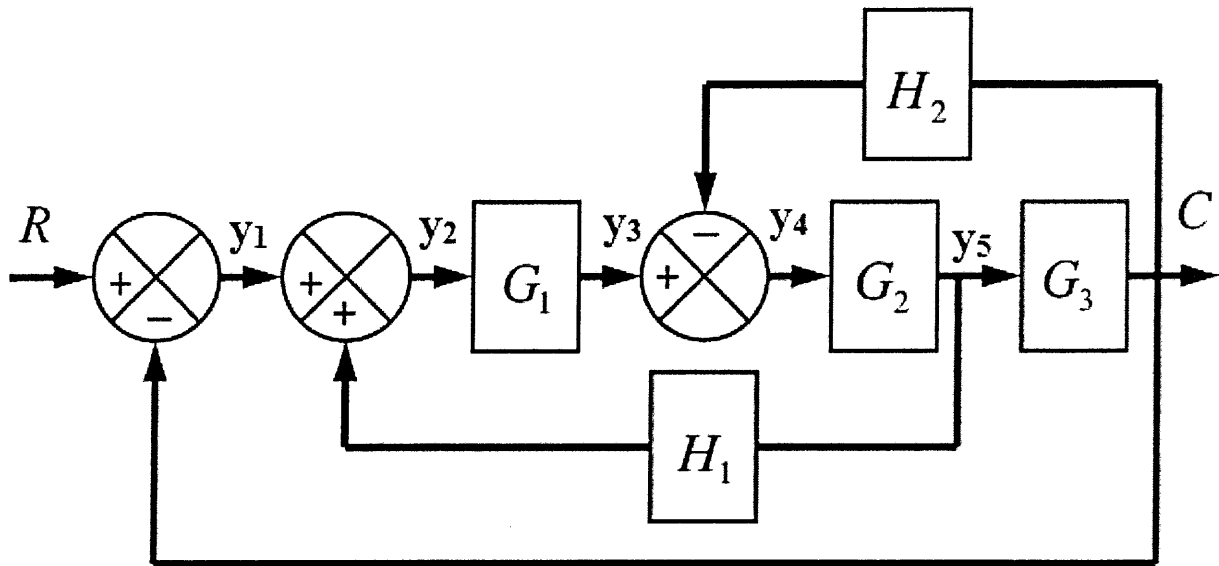 H₂
R y₁ y₂ y₃ − y₄ y₅ C
+ − + + G₁ + G₂ G₃
H₁